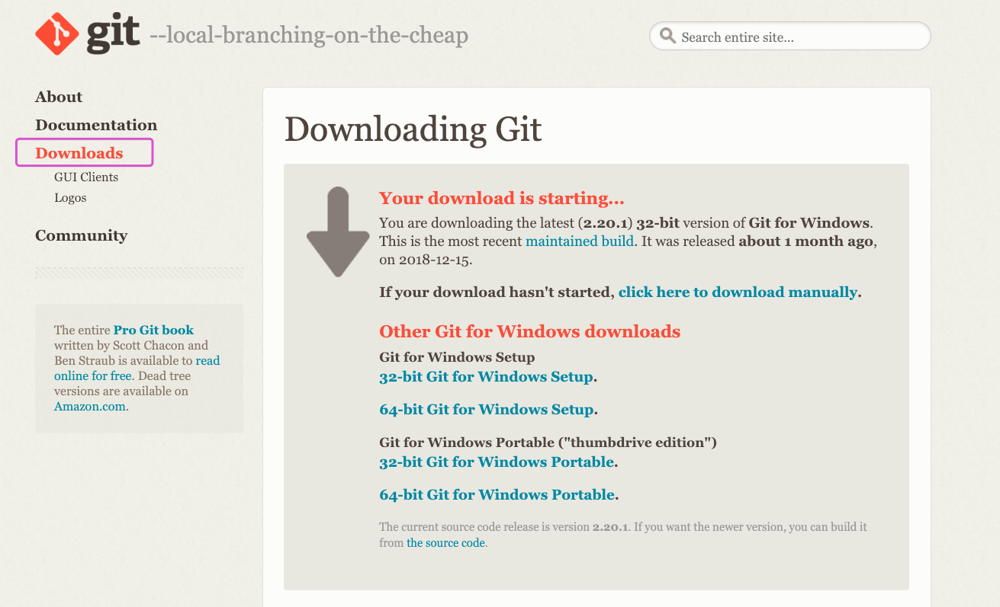 git --local-branching-on-the-cheap
Search entire site...
About
Documentation
Downloads
GUI Clients
Logos
Community
The entire Pro Git book
written by Scott Chacon and
Ben Straub is available to read
online for free. Dead tree
versions are available on
Amazon.com.
Downloading Git
Your download is starting...
You are downloading the latest (2.20.1) 32-bit version of Git for Windows.
This is the most recent maintained build. It was released about 1 month ago,
on 2018-12-15.
If your download hasn't started, click here to download manually.
Other Git for Windows downloads
Git for Windows Setup
32-bit Git for Windows Setup.
64-bit Git for Windows Setup.
Git for Windows Portable ("thumbdrive edition")
32-bit Git for Windows Portable.
64-bit Git for Windows Portable.
The current source code release is version 2.20.1. If you want the newer version, you can build it
from the source code.